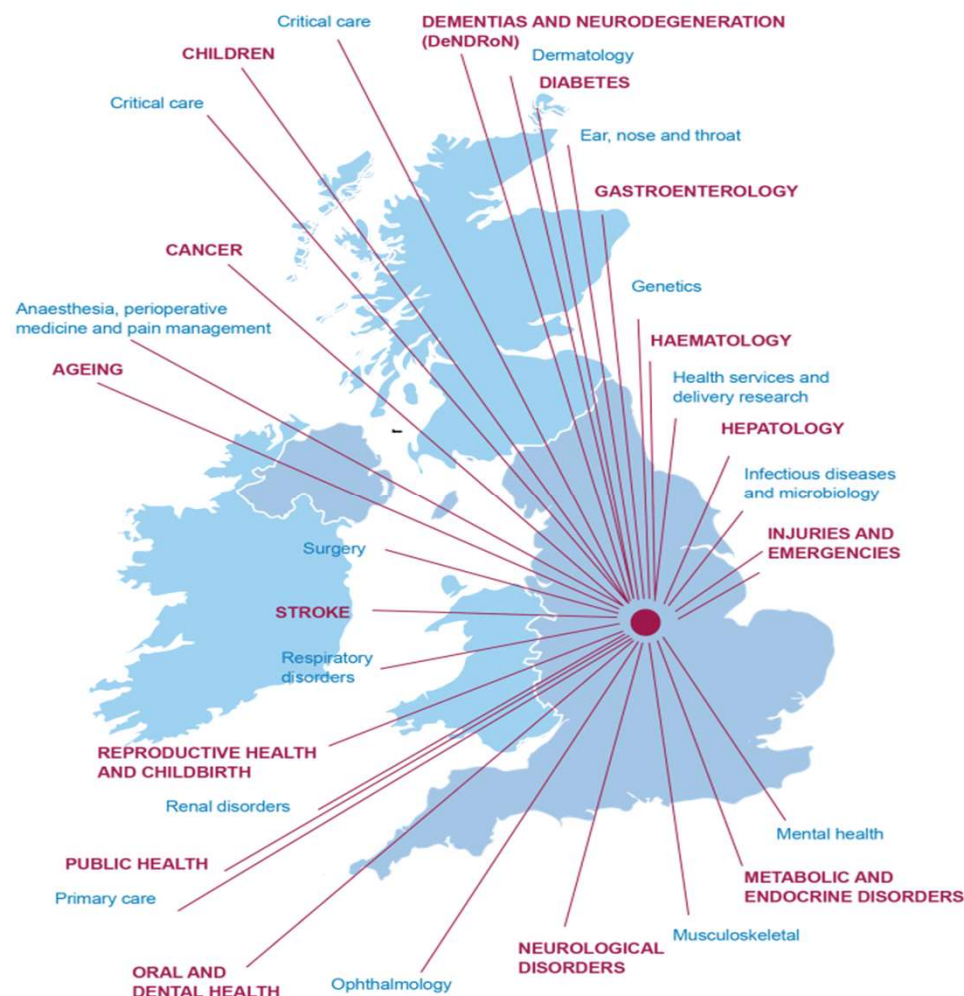 Critical care
DEMENTIAS AND NEURODEGENERATION
(DeNDRoN)
CHILDREN
Dermatology
DIABETES
Critical care
Ear, nose and throat
GASTROENTEROLOGY
CANCER
Genetics
Anaesthesia, perioperative
medicine and pain management
HAEMATOLOGY
AGEING
Health services and
delivery research
HEPATOLOGY
Infectious diseases
and microbiology
INJURIES AND
EMERGENCIES
Surgery
STROKE
Respiratory
disorders
REPRODUCTIVE HEALTH
AND CHILDBIRTH
Renal disorders
Mental health
PUBLIC HEALTH
METABOLIC AND
ENDOCRINE DISORDERS
Primary care
Musculoskeletal
NEUROLOGICAL
DISORDERS
ORAL AND
DENTAL HEALTH
Ophthalmology